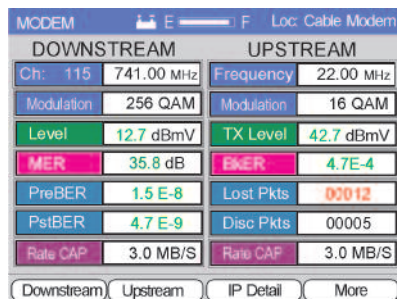 MODEM E F Loc: Cable Modem
DOWNSTREAM UPSTREAM
Ch: 115 741.00 MHz Frequency 22.00 MHz
Modulation 256 QAM Modulation 16 QAM
Level 12.7 dBmV TX Level 42.7 dBmV
MER 35.8 dB BKER 4.7E-4
PreBER 1.5 E-8 Lost Pkts 00012
PstBER 4.7 E-9 Disc Pkts 00005
Rate CAP 3.0 MB/S Rate CAP 3.0 MB/S
Downstream Upstream IP Detail More